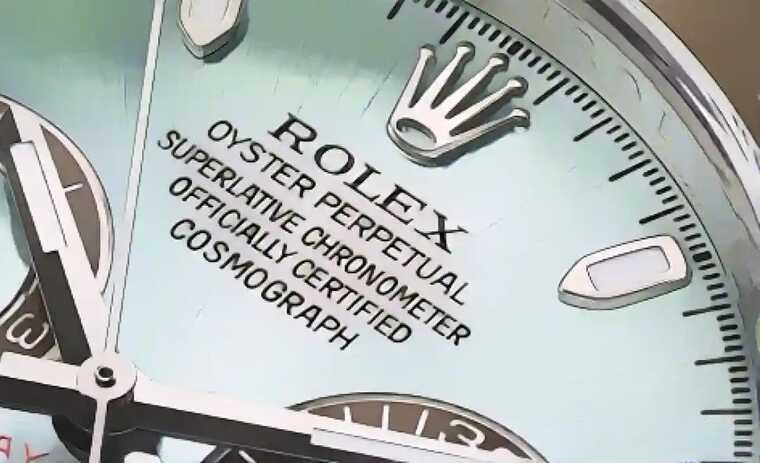 ROLEX
OYSTER PERPETUAL
SUPERLATIVE CHRONOMETER
OFFICIALLY CERTIFIED
COSMOGRAPH